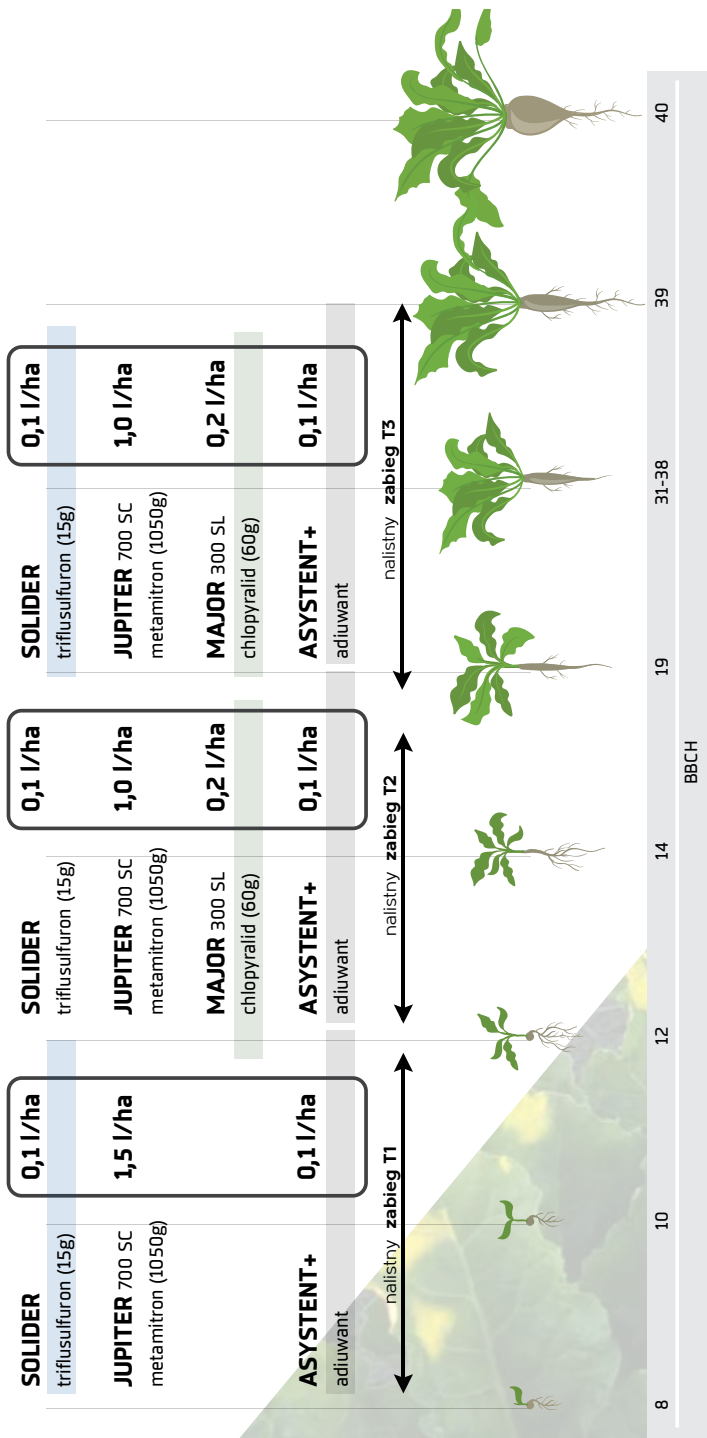 SOLIDER
triflusulfuron (15g)
0,1 l/ha
JUPITER 700 SC
metamitron (1050g)
1,5 l/ha
ASYSTENT+
adiuwant
0,1 l/ha
nalistny zabieg T1
SOLIDER
triflusulfuron (15g)
0,1 l/ha
JUPITER 700 SC
metamitron (1050g)
1,0 l/ha
MAJOR 300 SL
chlopyralid (60g)
0,2 l/ha
ASYSTENT+
adiuwant
0,1 l/ha
nalistny zabieg T2
SOLIDER
triflusulfuron (15g)
0,1 l/ha
JUPITER 700 SC
metamitron (1050g)
1,0 l/ha
MAJOR 300 SL
chlopyralid (60g)
0,2 l/ha
ASYSTENT+
adiuwant
0,1 l/ha
nalistny zabieg T3
8
10
12
14
19
31-38
39
40
BBCH